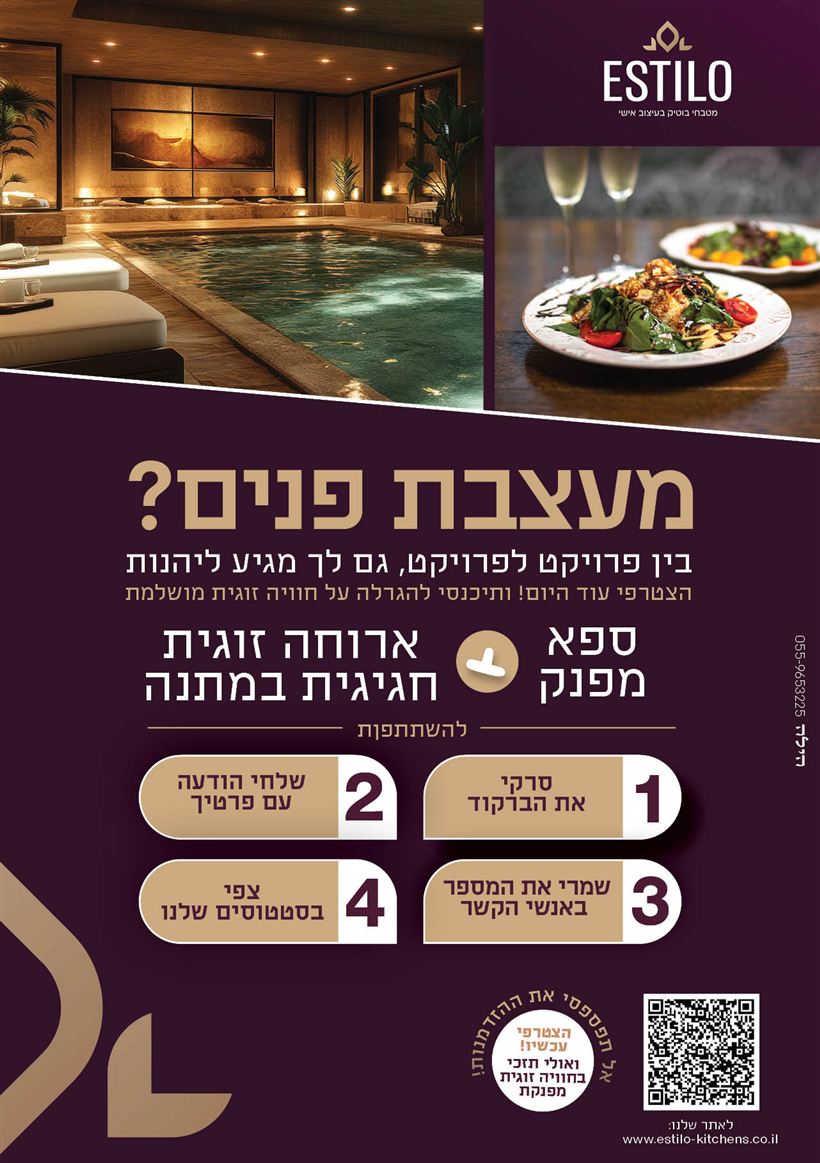 ESTILO
מטבחי בוטיק בעיצוב אישי
מעצבת פנים?
בין פרויקט לפרויקט, גם לך מגיע ליהנות
הצטרפי עוד היום! ותיכנסי להגרלה על חוויה זוגית מושלמת
ספא
מפנק
+
ארוחה זוגית
חגיגית במתנה
להשתתפות
1
סרקי
את הברקוד
2
שלחי הודעה
עם פרטיך
3
שמרי את המספר
באנשי הקשר
4
צפי
בסטטוסים שלנו
אל תפספסי את ההזדמנות!
הצטרפי
עכשיו!
ואולי תזכי
בחוויה זוגית
מפנקת
לאתר שלנו:
www.estilo-kitchens.co.il
הילה 055-9653225